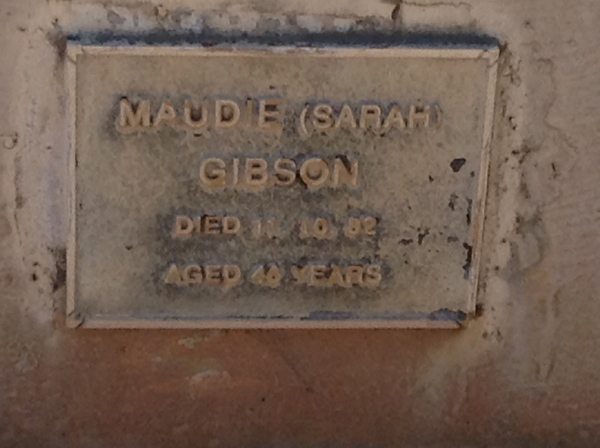 MAUDIE (SARAH)
GIBSON
DIED 11. 10. 82
AGED YEARS